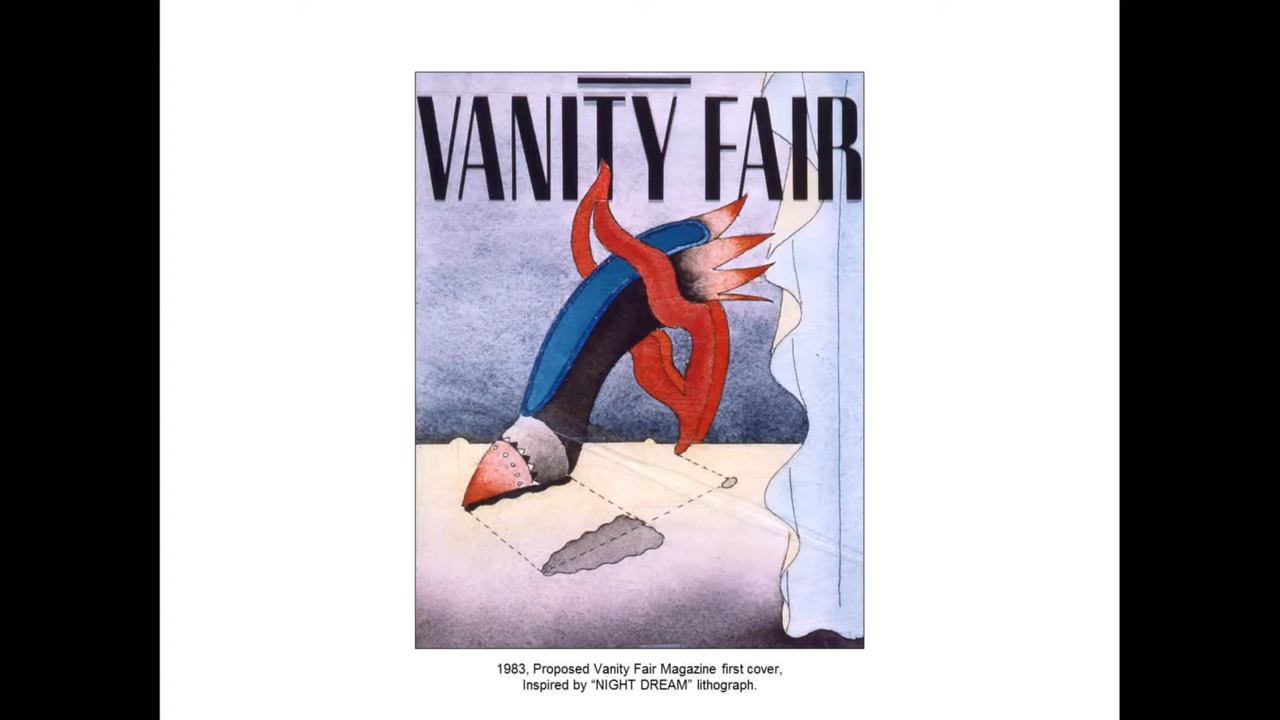 VANITY FAIR
1983, Proposed Vanity Fair Magazine first cover,
Inspired by “NIGHT DREAM” lithograph.